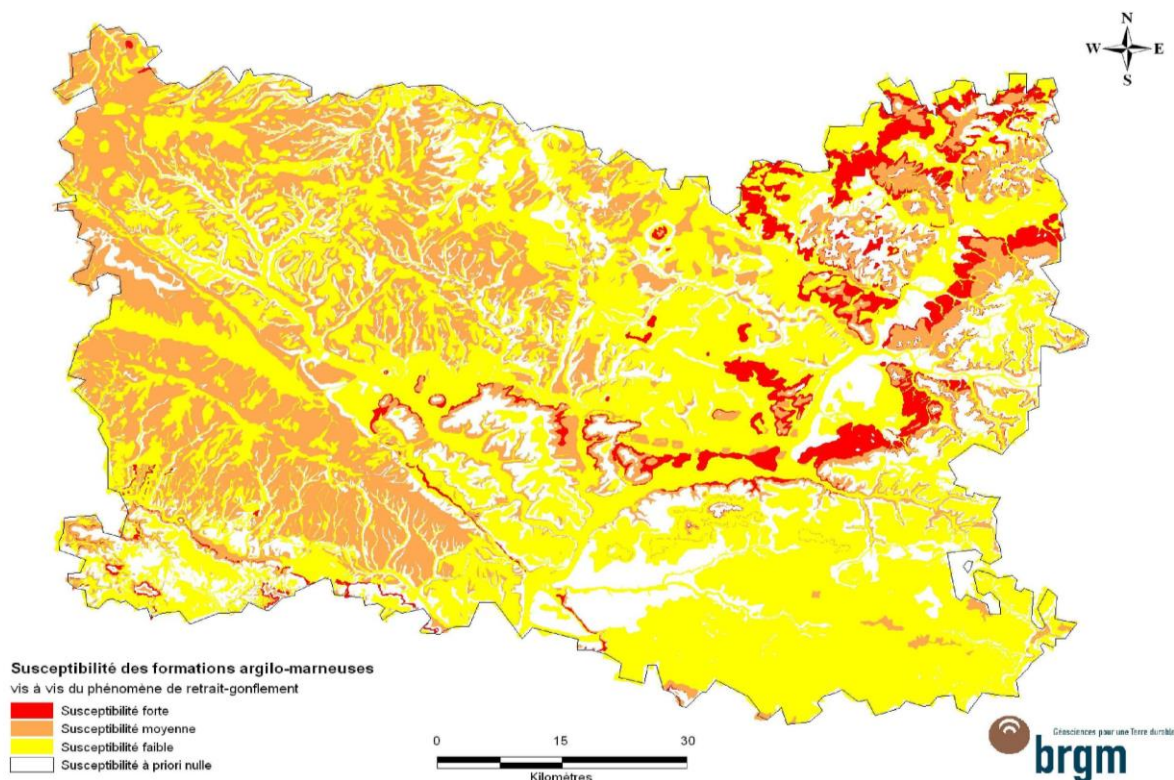 N
W E
S
Susceptibilité des formations argilo-marneuses
vis à vis du phénomène de retrait-gonflement
Susceptibilité forte
Susceptibilité moyenne
Susceptibilité faible
Susceptibilité à priori nulle
0 15 30
Kilomètres
Géosciences pour une Terre durable
brgm